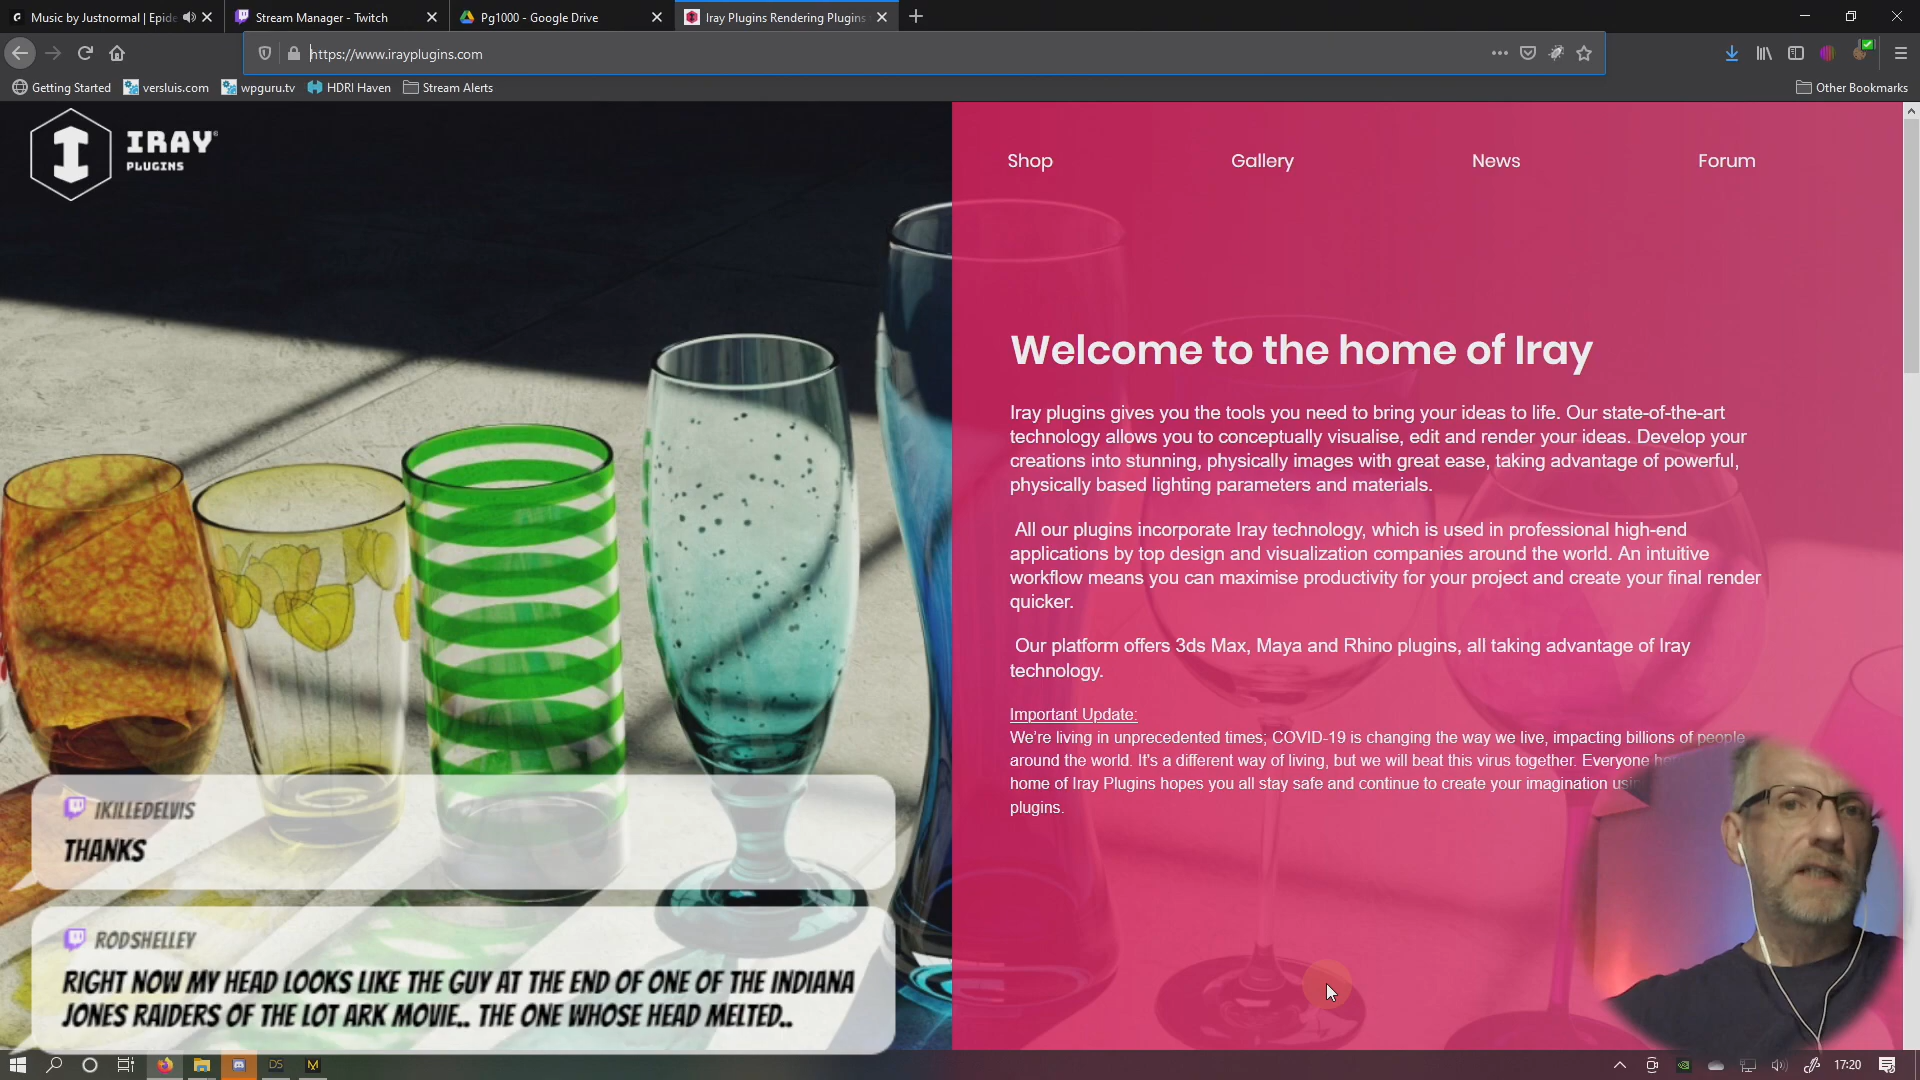 Music by Justnormal | Epide
Stream Manager - Twitch
Pg1000 - Google Drive
Iray Plugins Rendering Plugins
https://www.irayplugins.com
Getting Started
versluis.com
wpguru.tv
HDRI Haven
Stream Alerts
Other Bookmarks
IRAY®
PLUGINS
Shop
Gallery
News
Forum
Welcome to the home of Iray
Iray plugins gives you the tools you need to bring your ideas to life. Our state-of-the-art
technology allows you to conceptually visualise, edit and render your ideas. Develop your
creations into stunning, physically images with great ease, taking advantage of powerful,
physically based lighting parameters and materials.
All our plugins incorporate Iray technology, which is used in professional high-end
applications by top design and visualization companies around the world. An intuitive
workflow means you can maximise productivity for your project and create your final render
quicker.
Our platform offers 3ds Max, Maya and Rhino plugins, all taking advantage of Iray
technology.
Important Update:
We're living in unprecedented times; COVID-19 is changing the way we live, impacting billions of people
around the world. It's a different way of living, but we will beat this virus together. Everyone
home of Iray Plugins hopes you all stay safe and continue to create your imagination
plugins.
IKILLEDELVIS
THANKS
RODSHELLEY
RIGHT NOW MY HEAD LOOKS LIKE THE GUY AT THE END OF ONE OF THE INDIANA
JONES RAIDERS OF THE LOT ARK MOVIE.. THE ONE WHOSE HEAD MELTED..
DS
17:20